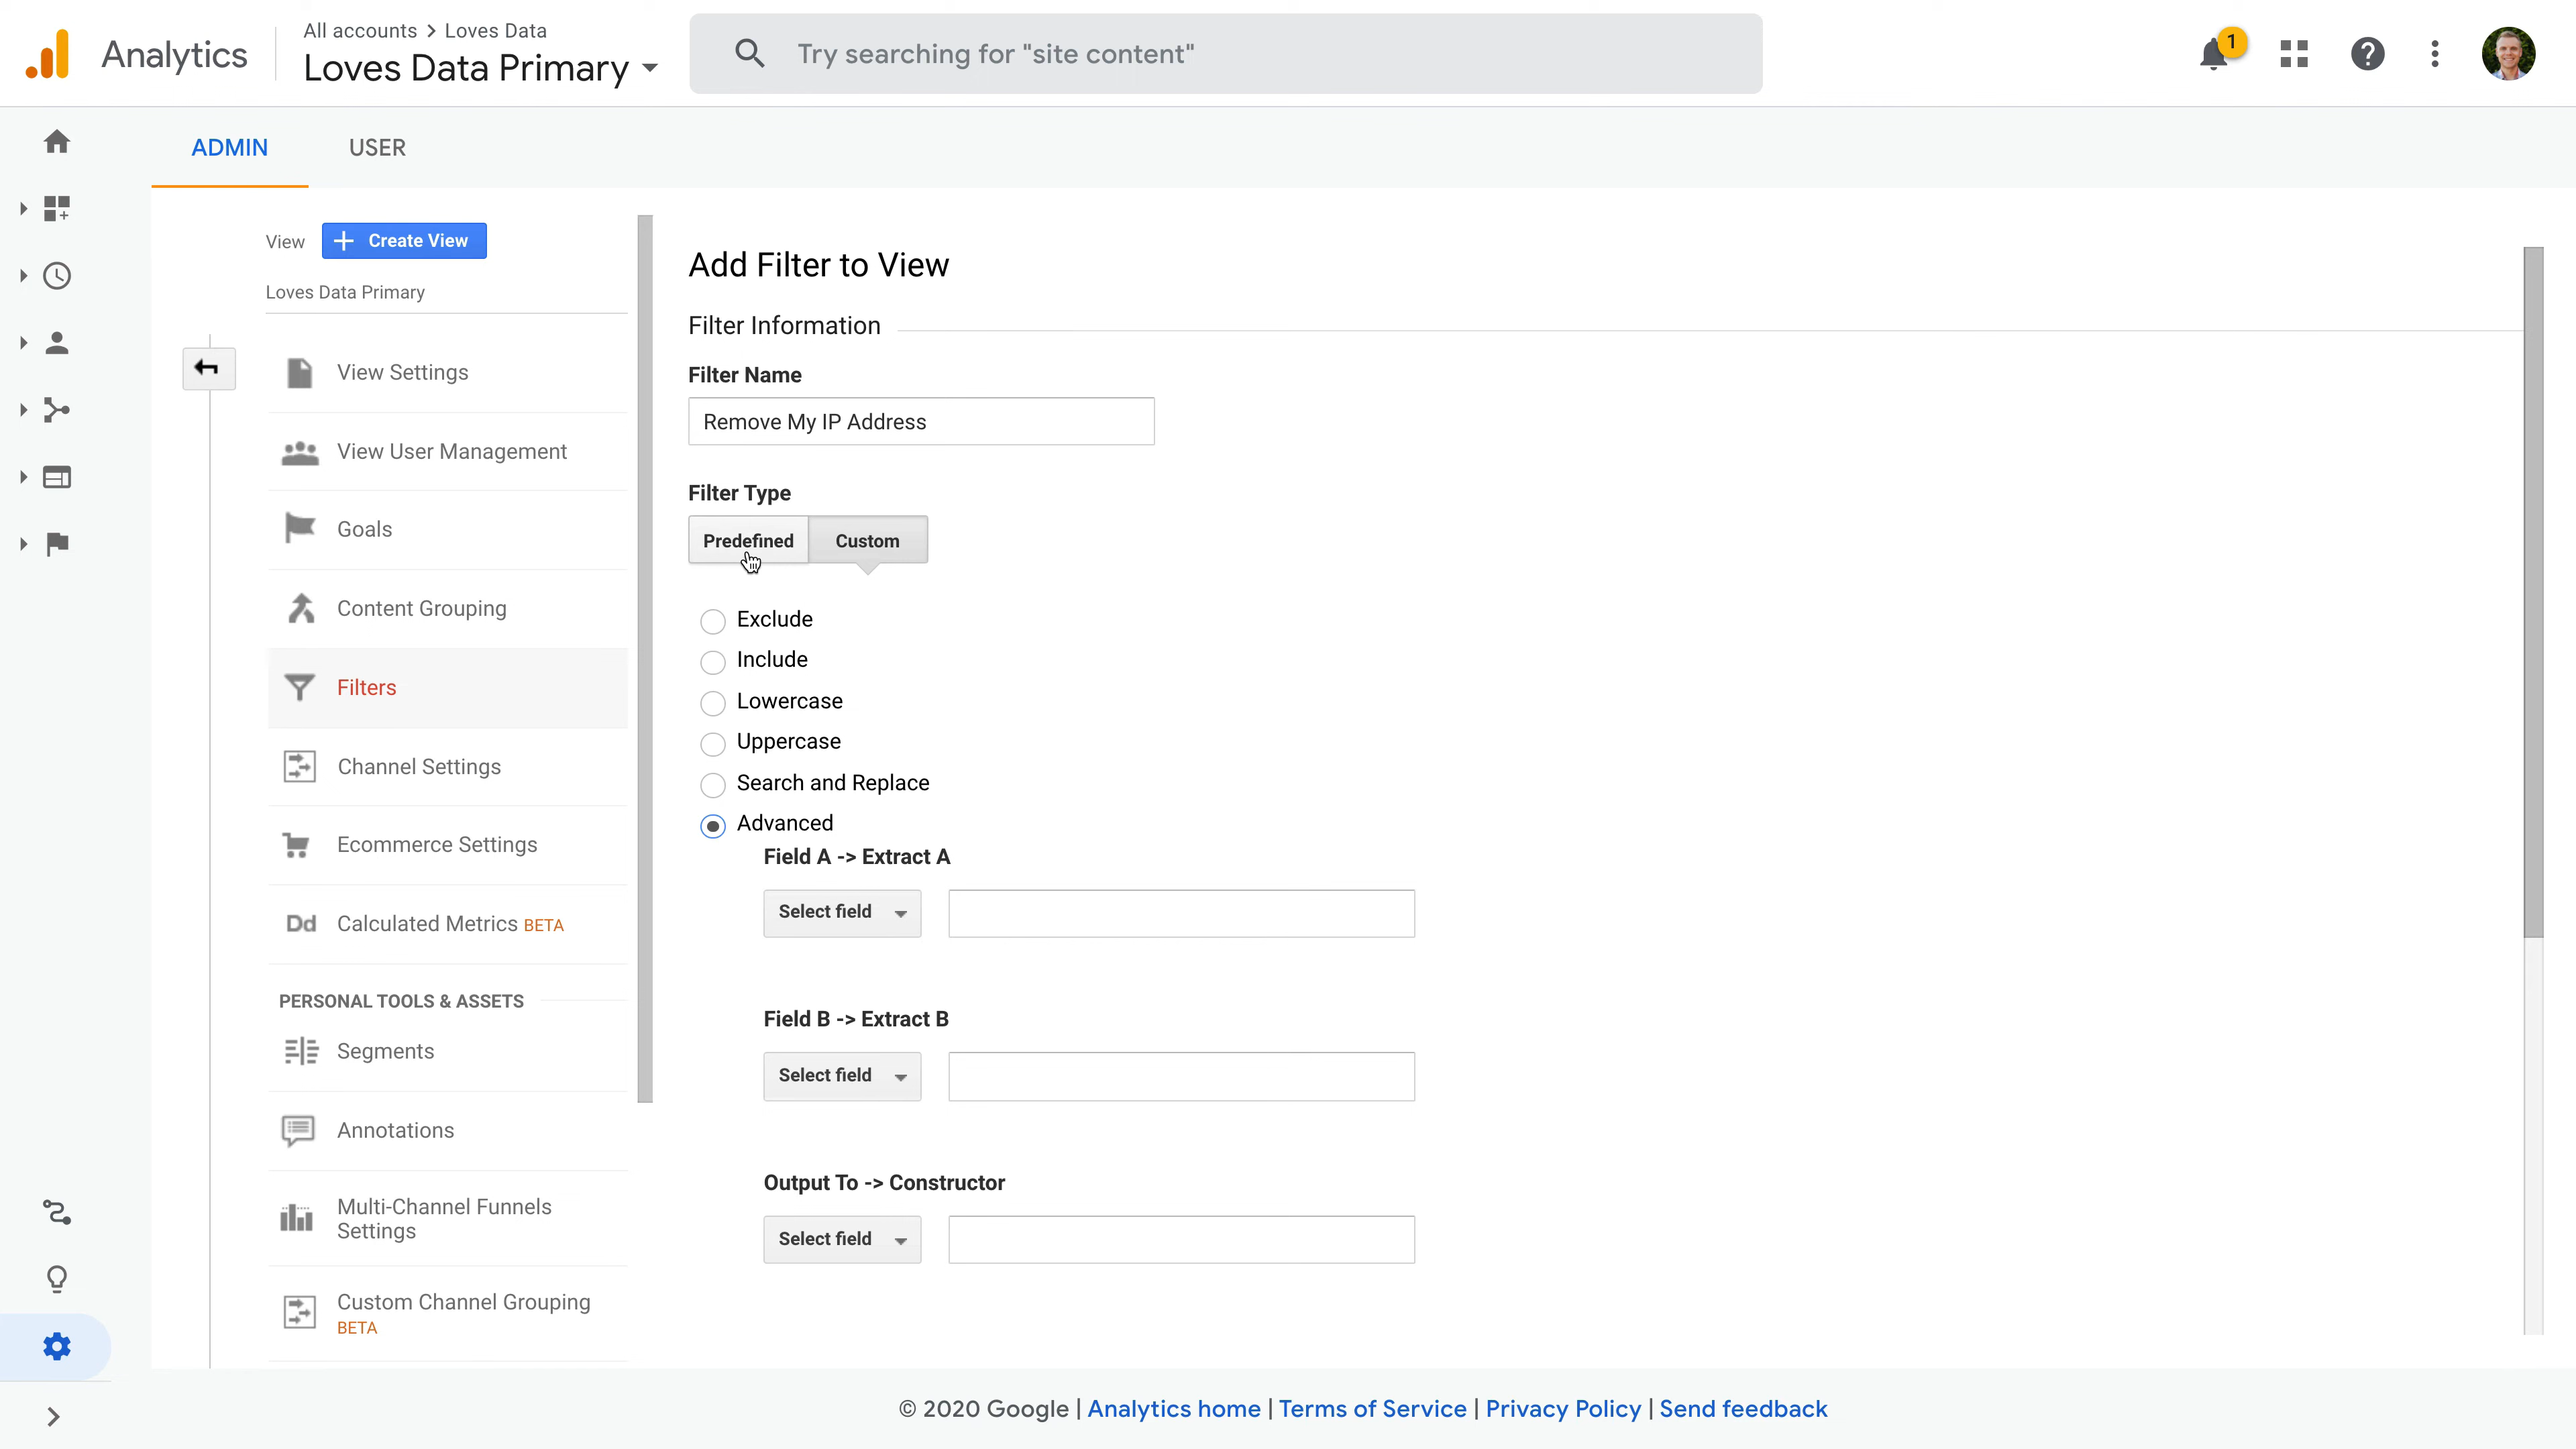 Analytics
All accounts > Loves Data
Loves Data Primary
Try searching for "site content"
1
ADMIN
USER
View
Create View
Loves Data Primary
View Settings
View User Management
Goals
Content Grouping
Filters
Channel Settings
Ecommerce Settings
Dd Calculated Metrics BETA
PERSONAL TOOLS & ASSETS
Segments
Annotations
Multi-Channel Funnels
Settings
Custom Channel Grouping
BETA
Add Filter to View
Filter Information
Filter Name
Remove My IP Address
Filter Type
Predefined
Custom
Exclude
Include
Lowercase
Uppercase
Search and Replace
Advanced
Field A -> Extract A
Select field
Field B -> Extract B
Select field
Output To -> Constructor
Select field
© 2020 Google | Analytics home | Terms of Service | Privacy Policy | Send feedback